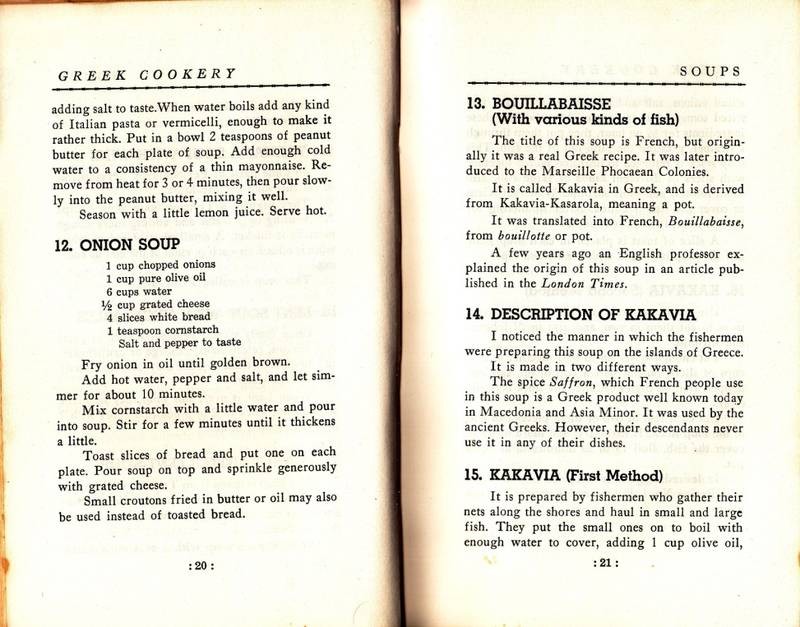 GREEK COOKERY
adding salt to taste.When water boils add any kind
of Italian pasta or vermicelli, enough to make it
rather thick. Put in a bowl 2 teaspoons of peanut
butter for each plate of soup. Add enough cold
water to a consistency of a thin mayonnaise. Re-
move from heat for 3 or 4 minutes, then pour slow-
ly into the peanut butter, mixing it well.
Season with a little lemon juice. Serve hot.
12. ONION SOUP
1 cup chopped onions
1 cup pure olive oil
6 cups water
½ cup grated cheese
4 slices white bread
1 teaspoon cornstarch
Salt and pepper to taste
Fry onion in oil until golden brown.
Add hot water, pepper and salt, and let sim-
mer for about 10 minutes.
Mix cornstarch with a little water and pour
into soup. Stir for a few minutes until it thickens
a little.
Toast slices of bread and put one on each
plate. Pour soup on top and sprinkle generously
with grated cheese.
Small croutons fried in butter or oil may also
be used instead of toasted bread.
:20:
SOUPS
13. BOUILLABAISSE
(With various kinds of fish)
The title of this soup is French, but origin-
ally it was a real Greek recipe. It was later intro-
duced to the Marseille Phocaean Colonies.
It is called Kakavia in Greek, and is derived
from Kakavia-Kasarola, meaning a pot.
It was translated into French, Bouillabaisse,
from bouillotte or pot.
A few years ago an English professor ex-
plained the origin of this soup in an article pub-
lished in the London Times.
14. DESCRIPTION OF KAKAVIA
I noticed the manner in which the fishermen
were preparing this soup on the islands of Greece.
It is made in two different ways.
The spice Saffron, which French people use
in this soup is a Greek product well known today
in Macedonia and Asia Minor. It was used by the
ancient Greeks. However, their descendants never
use it in any of their dishes.
15. KAKAVIA (First Method)
It is prepared by fishermen who gather their
nets along the shores and haul in small and large
fish. They put the small ones on to boil with
enough water to cover, adding 1 cup olive oil,
:21: